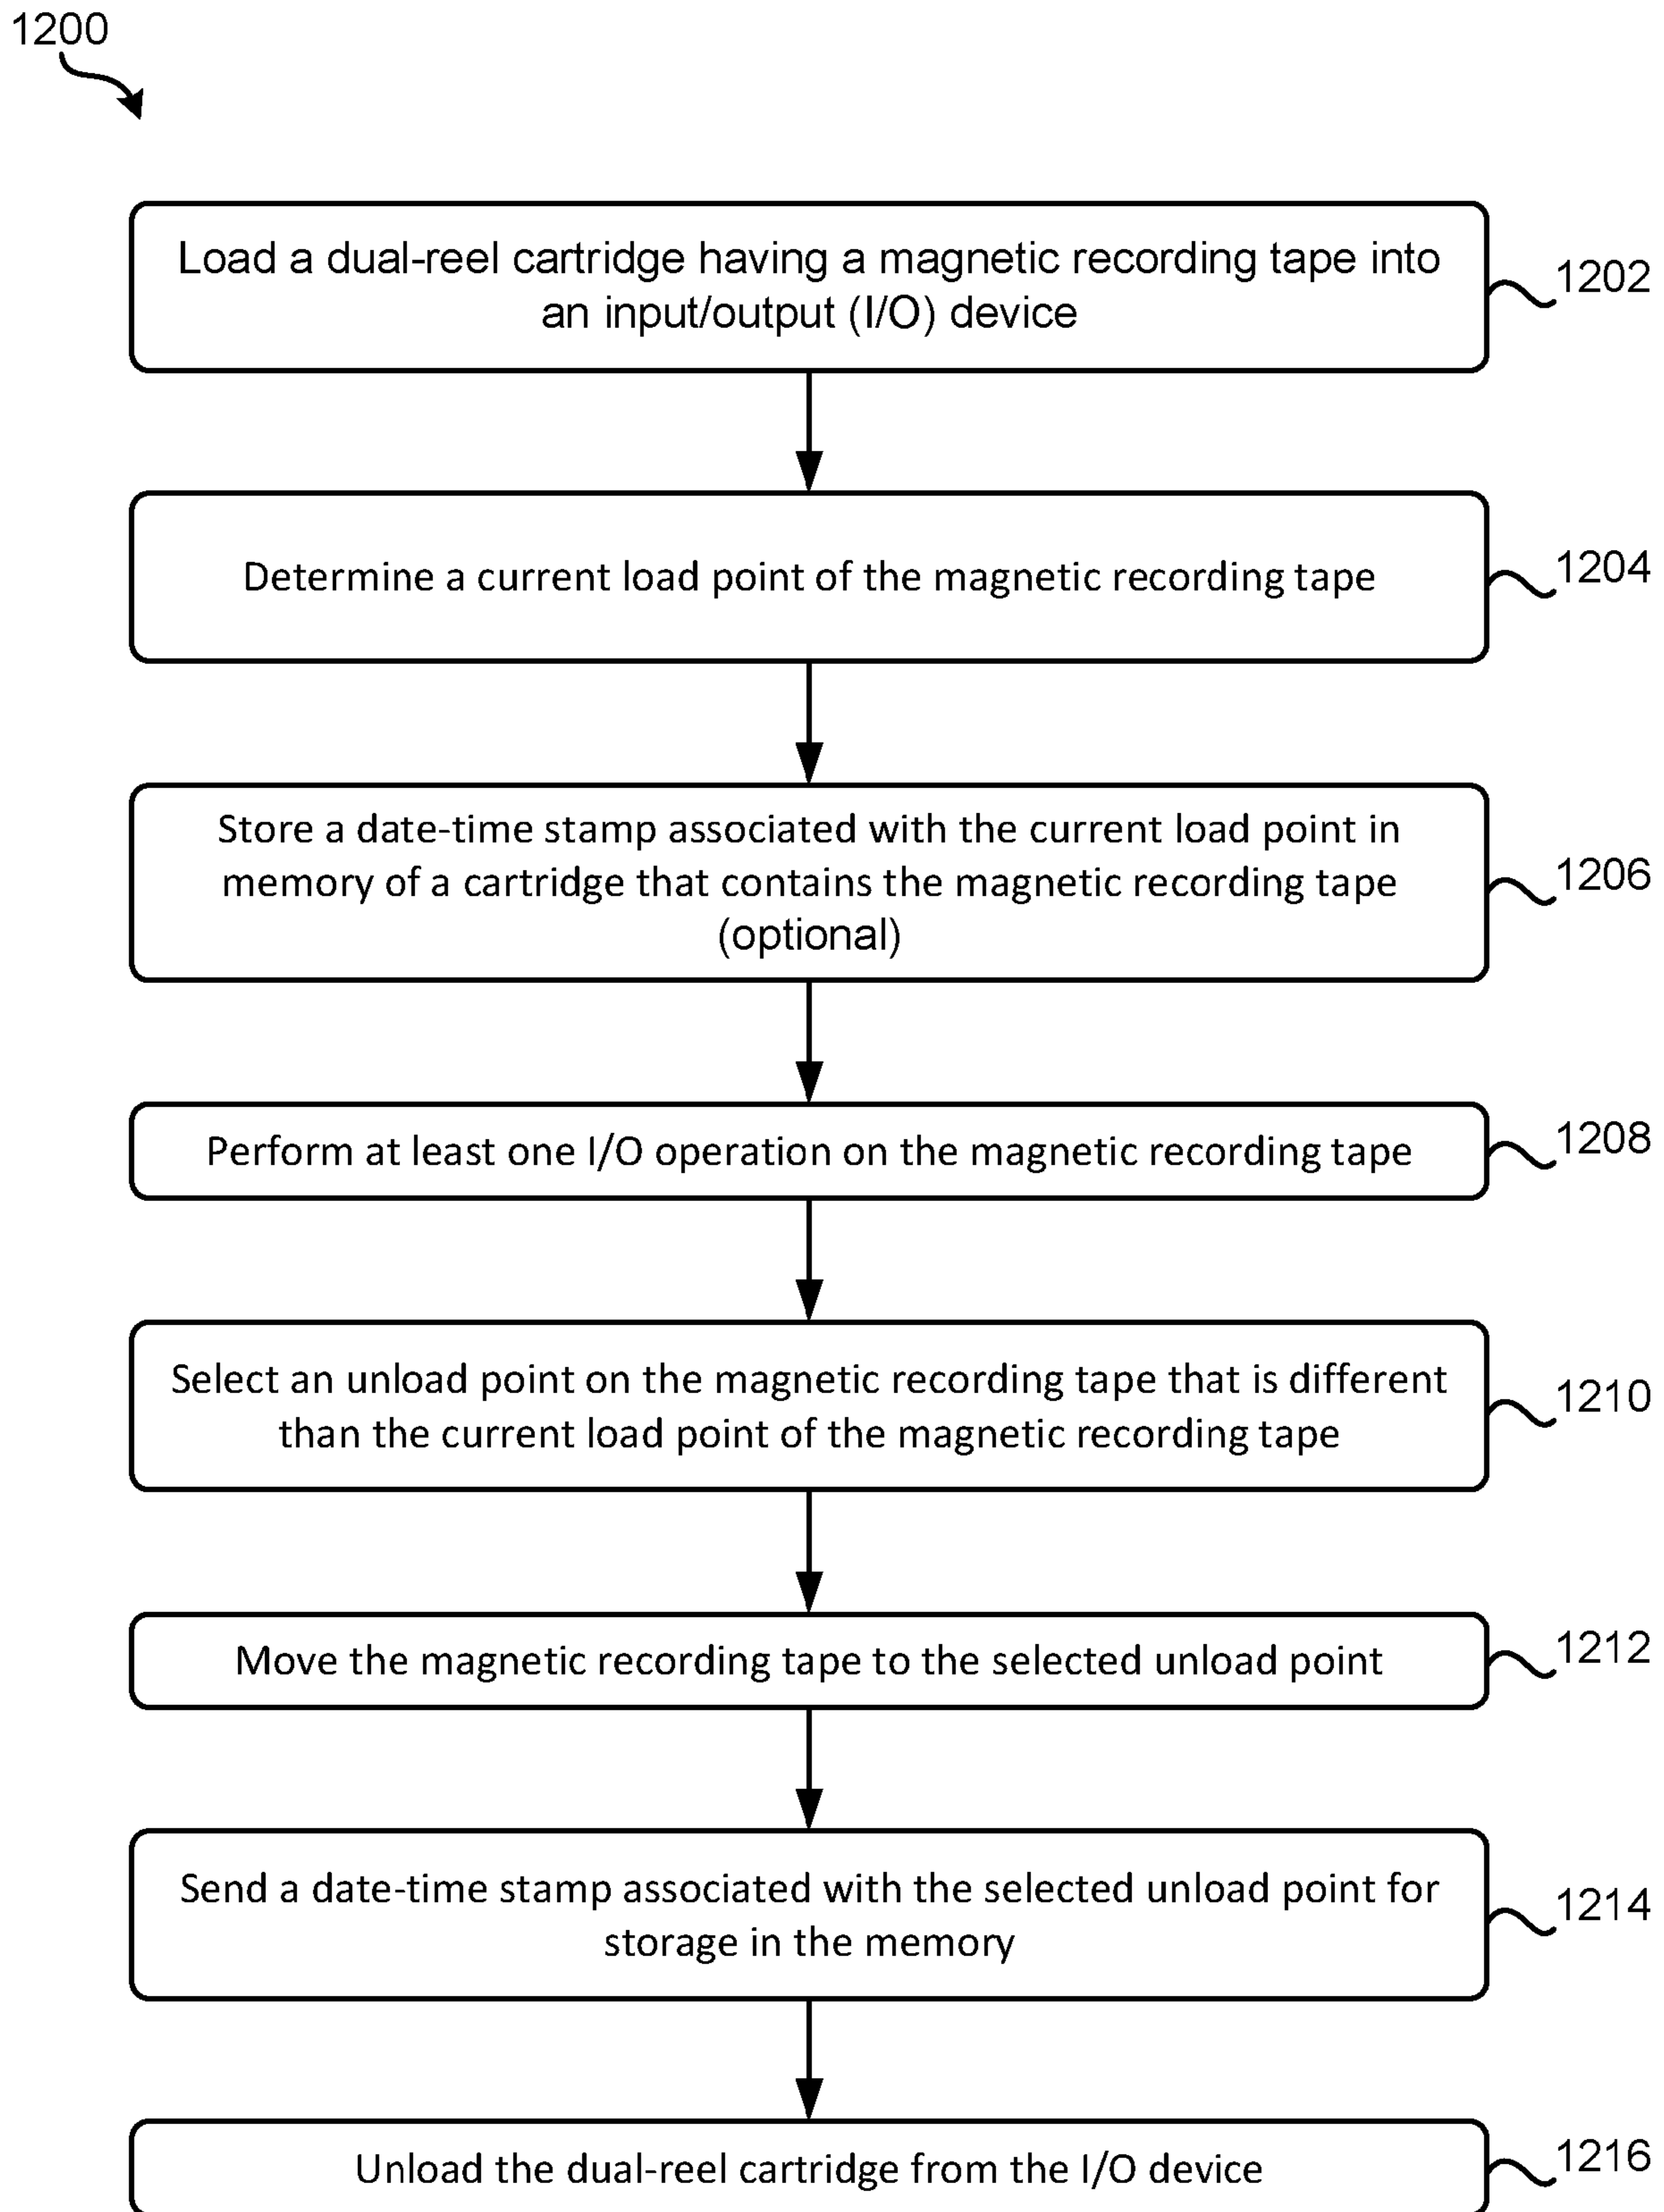 1200
Load a dual-reel cartridge having a magnetic recording tape into
an input/output (I/O) device
1202
Determine a current load point of the magnetic recording tape
1204
Store a date-time stamp associated with the current load point in
memory of a cartridge that contains the magnetic recording tape
(optional)
1206
Perform at least one I/O operation on the magnetic recording tape
1208
Select an unload point on the magnetic recording tape that is different
than the current load point of the magnetic recording tape
1210
Move the magnetic recording tape to the selected unload point
1212
Send a date-time stamp associated with the selected unload point for
storage in the memory
1214
Unload the dual-reel cartridge from the I/O device
1216